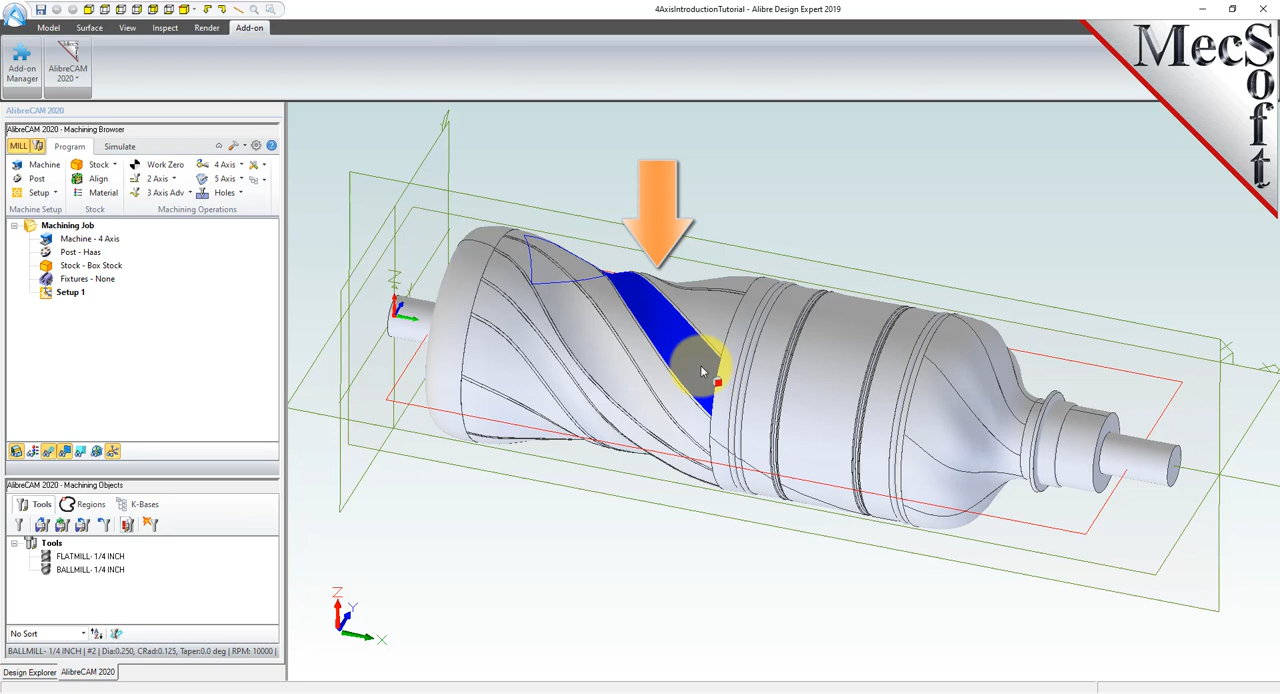 4AxisIntroductionTutorial - Alibre Design Expert 2019
Model Surface View Inspect Render Add-on
Add-on Manager
AlibreCAM 2020
MecSoft
AlibreCAM 2020
AlibreCAM 2020 - Machining Browser
MILL Program Simulate
Machine Stock Work Zero 4 Axis
Post Align 2 Axis 5 Axis
Setup Material 3 Axis Adv Holes
Machine Setup Stock Machining Operations
Machining Job
Machine - 4 Axis
Post - Haas
Stock - Box Stock
Fixtures - None
Setup 1
AlibreCAM 2020 - Machining Objects
Tools Regions K-Bases
Tools
FLATMILL- 1/4 INCH
BALLMILL- 1/4 INCH
No Sort
BALLMILL- 1/4 INCH | #2 | Dia:0.250, CRad:0.125, Taper:0.0 deg | RPM: 10000 |
Design Explorer AlibreCAM 2020
Z
Y
X